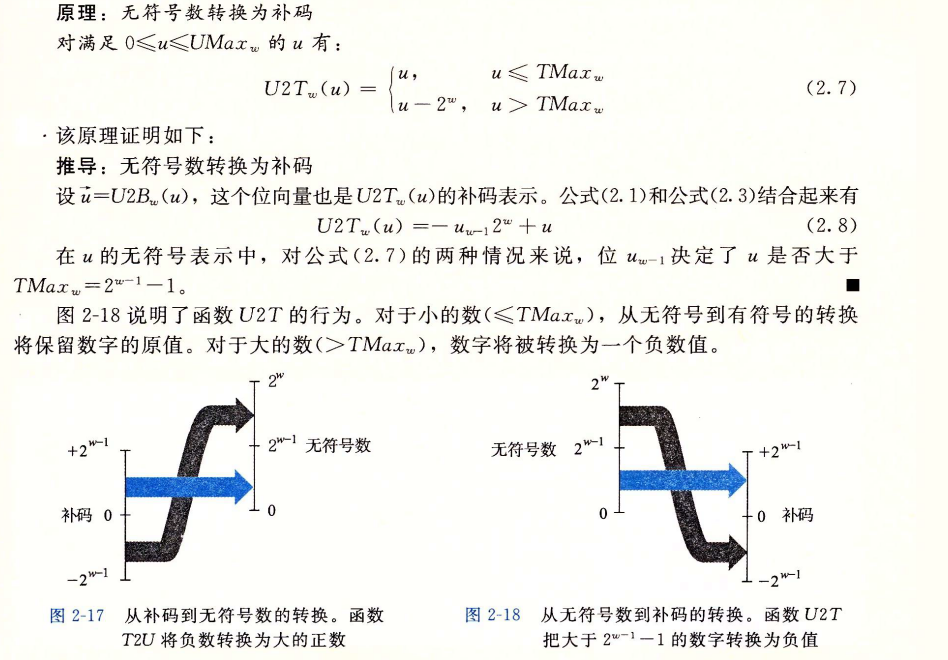 原理：无符号数转换为补码
对满足 0≤u≤UMax_w 的 u 有：
U2T_w(u) = { u, u ≤ TMax_w
u − 2^w, u > TMax_w (2.7)
该原理证明如下：
推导：无符号数转换为补码
设 u⃗=U2B_w(u)，这个位向量也是U2T_w(u)的补码表示。公式(2.1)和公式(2.3)结合起来有
U2T_w(u) =− u_{w−1}2^w + u (2.8)
在 u 的无符号表示中，对公式(2.7)的两种情况来说，位 u_{w−1} 决定了 u 是否大于
TMax_w=2^{w−1}−1。 ■
图 2-18 说明了函数 U2T 的行为。对于小的数(≤TMax_w)，从无符号到有符号的转换
将保留数字的原值。对于大的数(>TMax_w)，数字将被转换为一个负数值。
2^w
+2^{w-1}
2^{w-1} 无符号数
补码 0
0
−2^{w-1}
图 2-17 从补码到无符号数的转换。函数
T2U 将负数转换为大的正数
2^w
无符号数 2^{w-1}
+2^{w-1}
0
0 补码
−2^{w-1}
图 2-18 从无符号数到补码的转换。函数 U2T
把大于 2^{w−1}−1 的数字转换为负值